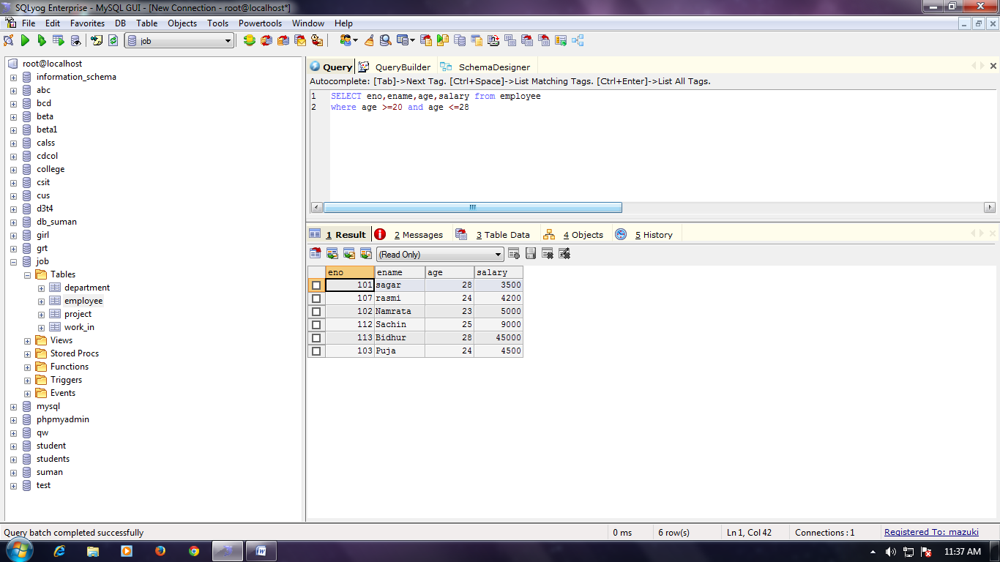 SQLyog Enterprise - MySQL GUI - [New Connection - root@localhost*]
File Edit Favorites DB Table Objects Tools Powertools Window Help
job
root@localhost
information_schema
abc
bcd
beta
beta1
calss
cdcol
college
csit
cus
d3t4
db_suman
girl
grt
job
Tables
department
employee
project
work_in
Views
Stored Procs
Functions
Triggers
Events
mysql
phpmyadmin
qw
student
students
suman
test
Query QueryBuilder SchemaDesigner
Autocomplete: [Tab]->Next Tag. [Ctrl+Space]->List Matching Tags. [Ctrl+Enter]->List All Tags.
1 SELECT eno,ename,age,salary from employee
2 where age >=20 and age <=28
1 Result 2 Messages 3 Table Data 4 Objects 5 History
(Read Only)
eno ename age salary
101 sagar 28 3500
107 rasmi 24 4200
102 Namrata 23 5000
112 Sachin 25 9000
113 Bidhur 28 45000
103 Puja 24 4500
Query batch completed successfully 0 ms 6 row(s) Ln 1, Col 42 Connections : 1 Registered To: mazuki
11:37 AM